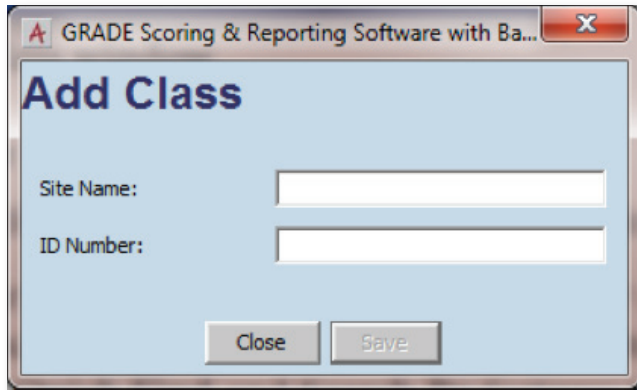 GRADE Scoring & Reporting Software with Ba...
Add Class
Site Name:
ID Number:
Close Save